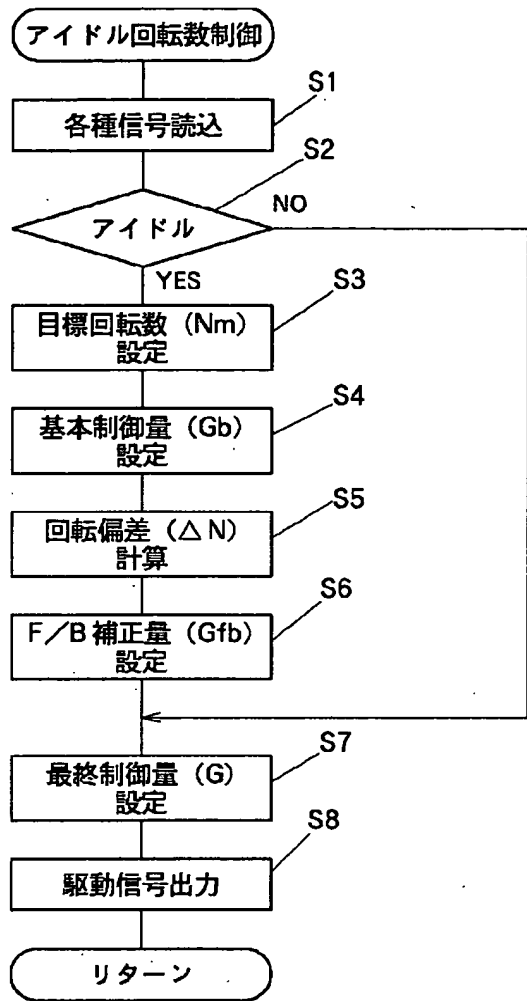 アイドル回転数制御
S1
各種信号読込
S2
アイドル
NO
YES
S3
目標回転数 (Nm)
設定
S4
基本制御量 (Gb)
設定
S5
回転偏差 (△N)
計算
S6
F／B補正量 (Gfb)
設定
S7
最終制御量 (G)
設定
S8
駆動信号出力
リターン